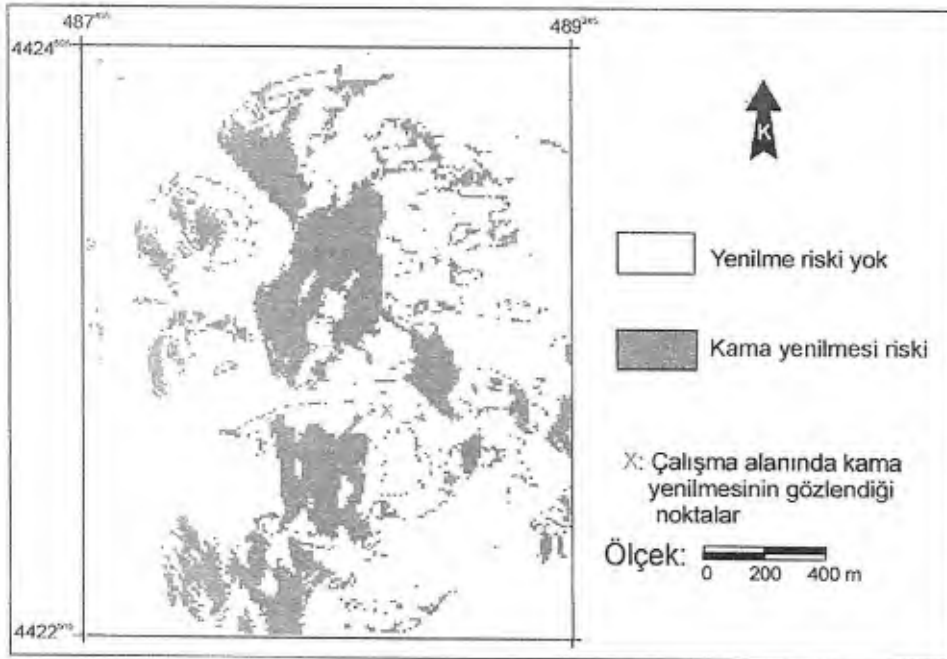 487
489
4424
K
Yenilme riski yok
Kama yenilmesi riski
X: Çalışma alanında kama
yenilmesinin gözlendiği
noktalar
Ölçek:
0 200 400 m
X
4422